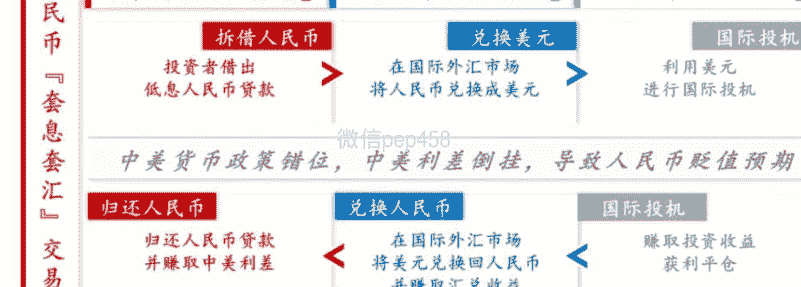 民币『套息套汇』交易
拆借人民币
投资者借出
低息人民币贷款
兑换美元
在国际外汇市场
将人民币兑换成美元
国际投机
利用美元
进行国际投机
微信pep458
中美货币政策错位，中美利差倒挂，导致人民币贬值预期
归还人民币
归还人民币贷款
并赚取中美利差
兑换人民币
在国际外汇市场
将美元兑换回人民币
并赚取汇兑收益
国际投机
赚取投资收益
获利平仓